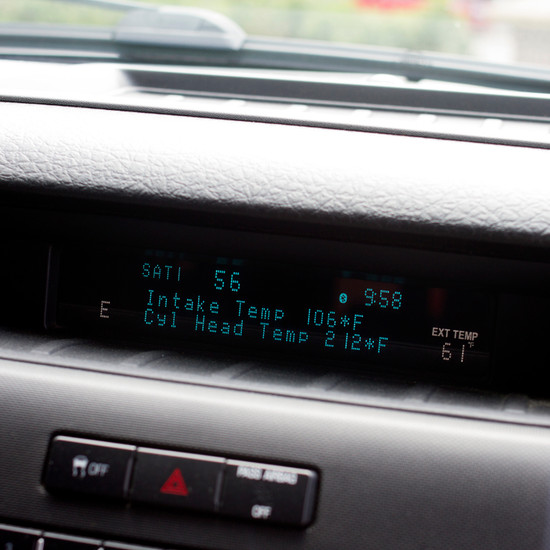 SAT1 56
9:58
Intake Temp 106*F
Cyl Head Temp 212*F
E
EXT TEMP
61°F
OFF
PASS AIRBAG
OFF